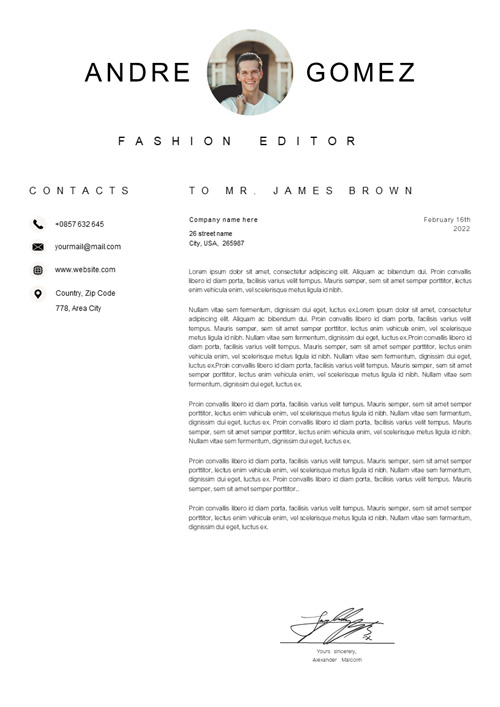 ANDRE GOMEZ
FASHION EDITOR
CONTACTS
+0857 632 645
yourmail@mail.com
www.website.com
Country, Zip Code
778, Area City
TO MR. JAMES BROWN
Company name here
26 street name
City, USA, 265987
February 16th
2022
Lorem ipsum dolor sit amet, consectetur adipiscing elit. Aliquam ac bibendum dui. Proin convallis
libero id diam porta, facilisis varius velit tempus. Mauris semper, sem sit amet semper porttitor, lectus
enim vehicula enim, vel scelerisque metus ligula id nibh.
Nullam vitae sem fermentum, dignissim dui eget, luctus ex.Lorem ipsum dolor sit amet, consectetur
adipiscing elit. Aliquam ac bibendum dui. Proin convallis libero id diam porta, facilisis varius velit
tempus. Mauris semper, sem sit amet semper porttitor, lectus enim vehicula enim, vel scelerisque
metus ligula id nibh. Nullam vitae sem fermentum, dignissim dui eget, luctus ex.Proin convallis libero id
diam porta, facilisis varius velit tempus. Mauris semper, sem sit amet semper porttitor, lectus enim
vehicula enim, vel scelerisque metus ligula id nibh. Nullam vitae sem fermentum, dignissim dui eget,
luctus ex.Proin convallis libero id diam porta, facilisis varius velit tempus. Mauris semper, sem sit amet
semper porttitor, lectus enim vehicula enim, vel scelerisque metus ligula id nibh. Nullam vitae sem
fermentum, dignissim dui eget, luctus ex.
Proin convallis libero id diam porta, facilisis varius velit tempus. Mauris semper, sem sit amet semper
porttitor, lectus enim vehicula enim, vel scelerisque metus ligula id nibh. Nullam vitae sem fermentum,
dignissim dui eget, luctus ex. Proin convallis libero id diam porta, facilisis varius velit tempus. Mauris
semper, sem sit amet semper porttitor, lectus enim vehicula enim, vel scelerisque metus ligula id nibh.
Nullam vitae sem fermentum, dignissim dui eget, luctus ex.
Proin convallis libero id diam porta, facilisis varius velit tempus. Mauris semper, sem sit amet semper
porttitor, lectus enim vehicula enim, vel scelerisque metus ligula id nibh. Nullam vitae sem fermentum,
dignissim dui eget, luctus ex. Proin convallis libero id diam porta, facilisis varius velit tempus. Mauris
semper, sem sit amet semper porttitor..
Proin convallis libero id diam porta, facilisis varius velit tempus. Mauris semper, sem sit amet semper
porttitor, lectus enim vehicula enim, vel scelerisque metus ligula id nibh. Nullam vitae sem fermentum,
dignissim dui eget, luctus ex.
Yours sincerely,
Alexander Malcorm